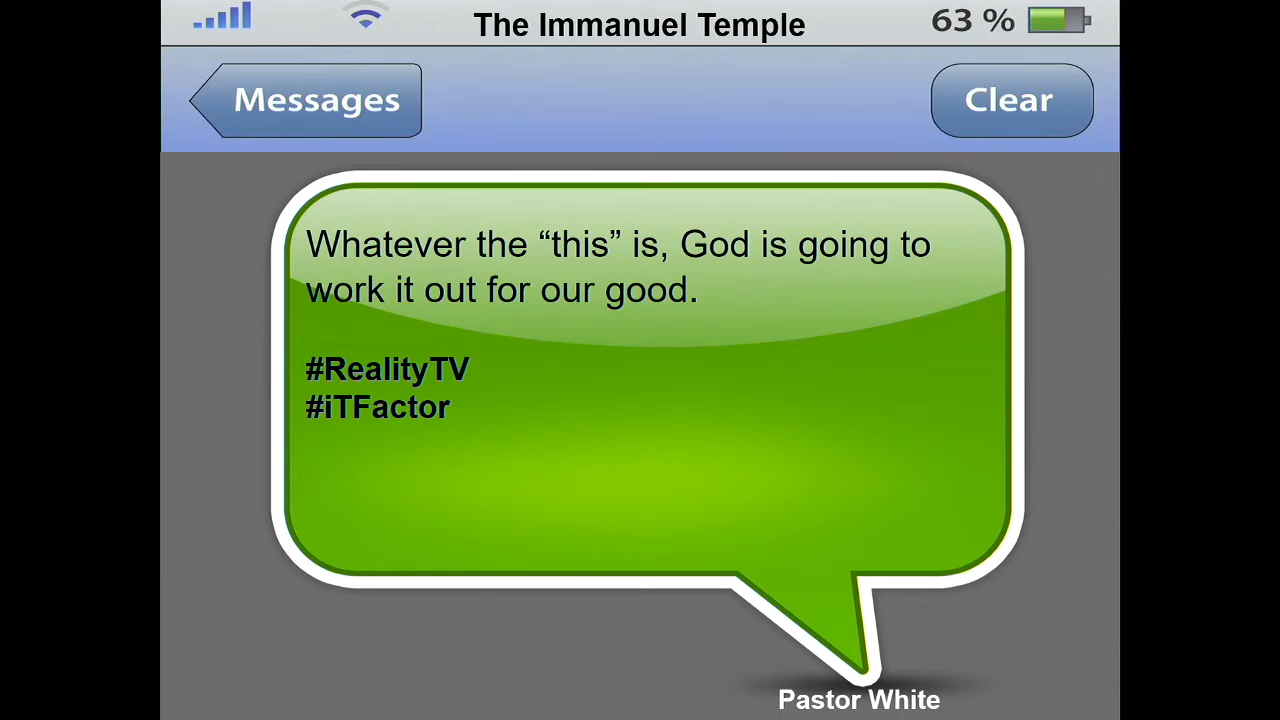 The Immanuel Temple
63 %
Messages
Clear
Whatever the “this” is, God is going to
work it out for our good.
#RealityTV
#iTFactor
Pastor White